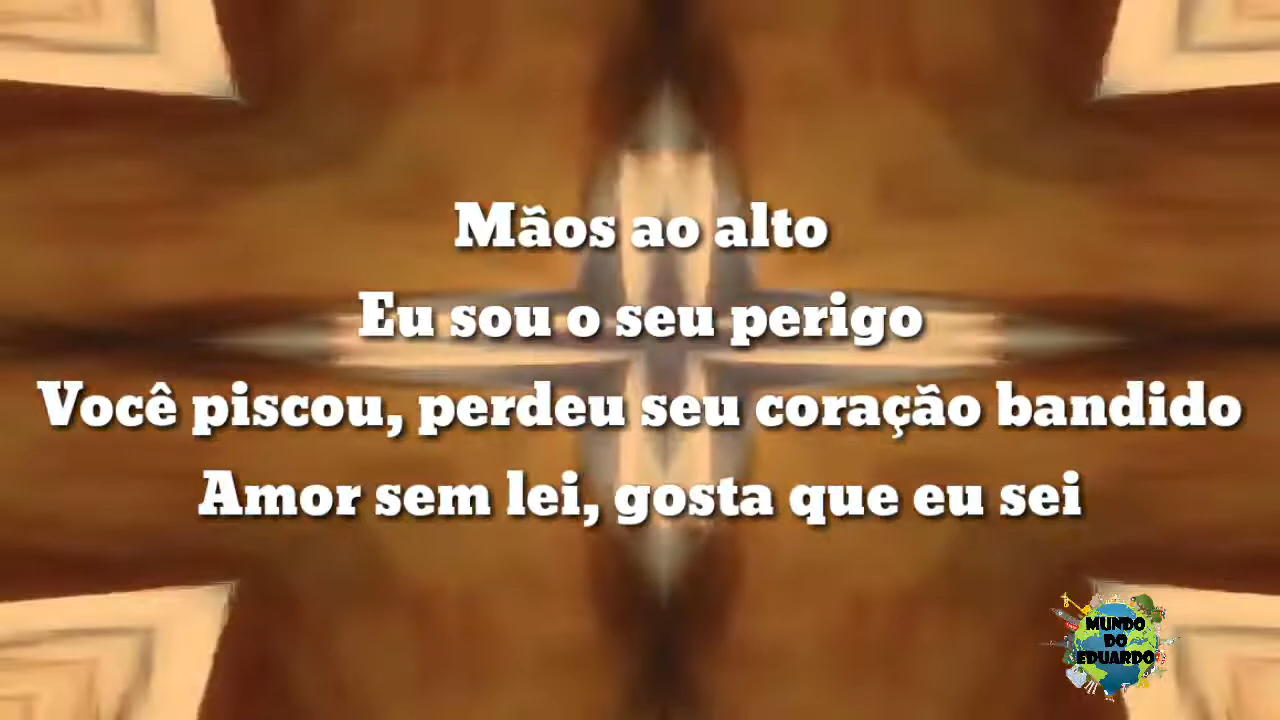 Mãos ao alto
Eu sou o seu perigo
Você piscou, perdeu seu coração bandido
Amor sem lei, gosta que eu sei
MUNDO
DO
EDUARDO